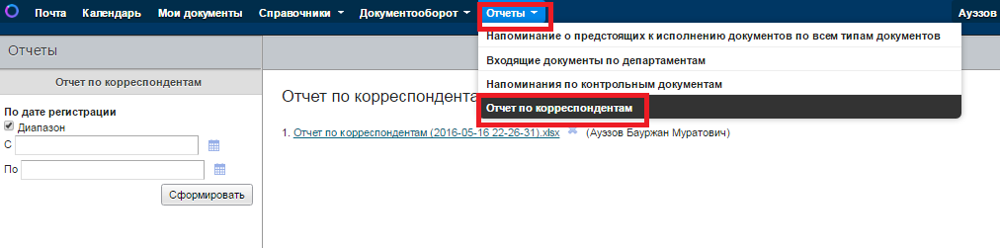 Почта Календарь Мои документы Справочники Документооборот Отчеты Ауэзов
Напоминание о предстоящих к исполнению документов по всем типам документов
Входящие документы по департаментам
Напоминания по контрольным документам
Отчет по корреспондентам
Отчеты
Отчет по корреспондентам
По дате регистрации
Диапазон
С
По
Сформировать
Отчет по корреспондента
1. Отчет по корреспондентам (2016-05-16 22-26-31).xlsx (Ауэзов Бауржан Муратович)